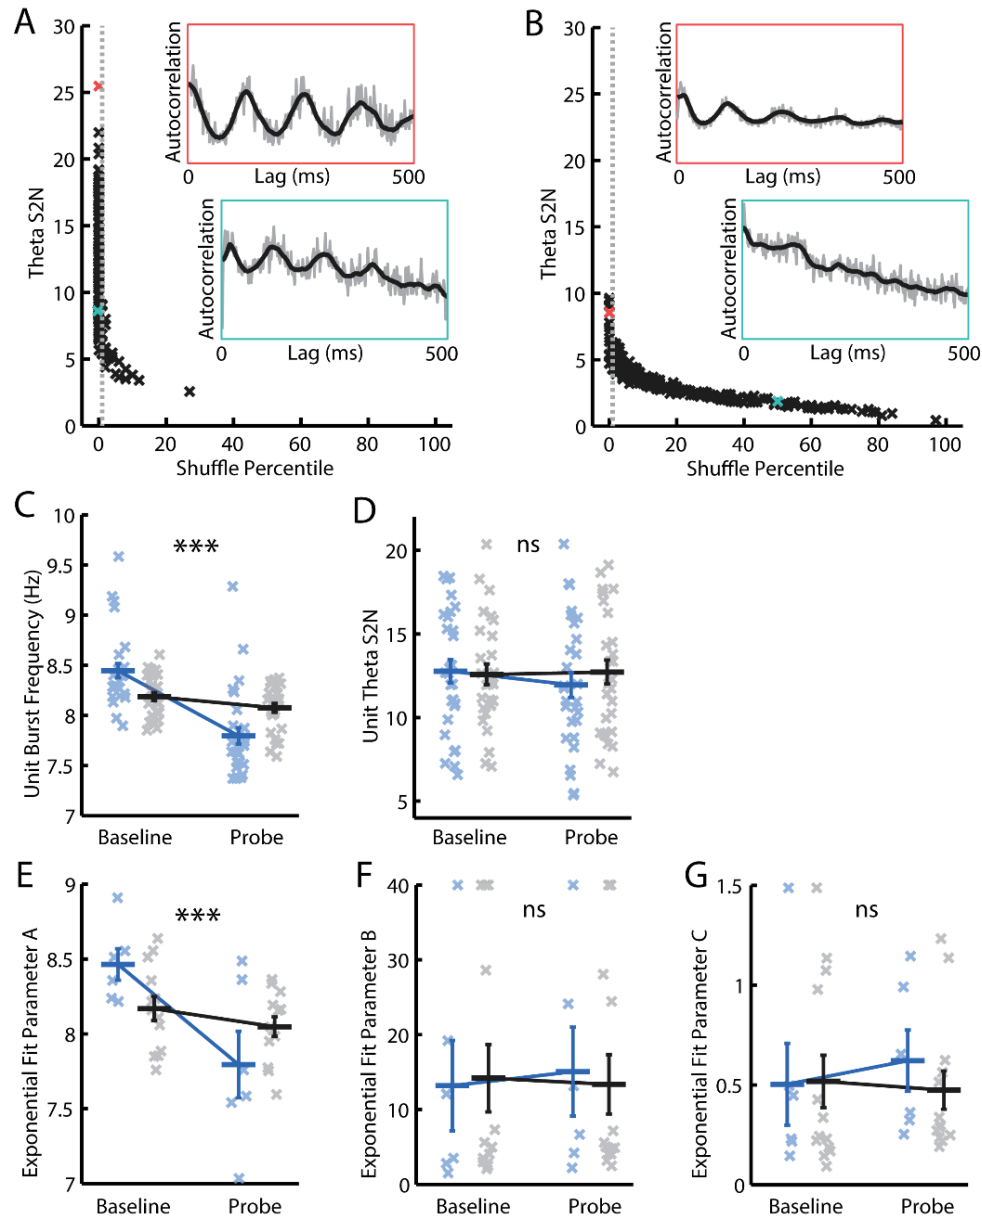 A
30
25
20
15
10
5
0
Theta S2N
0 20 40 60 80 100
Shuffle Percentile
Autocorrelation
0 Lag (ms) 500
Autocorrelation
0 Lag (ms) 500
B
30
25
20
15
10
5
0
Theta S2N
0 20 40 60 80 100
Shuffle Percentile
Autocorrelation
0 Lag (ms) 500
Autocorrelation
0 Lag (ms) 500
C
10
9.5
9
8.5
8
7.5
7
Unit Burst Frequency (Hz)
***
Baseline Probe
D
20
15
10
5
Unit Theta S2N
ns
Baseline Probe
E
9
8.5
8
7.5
7
Exponential Fit Parameter A
***
Baseline Probe
F
40
30
20
10
0
Exponential Fit Parameter B
ns
Baseline Probe
G
1.5
1
0.5
0
Exponential Fit Parameter C
ns
Baseline Probe